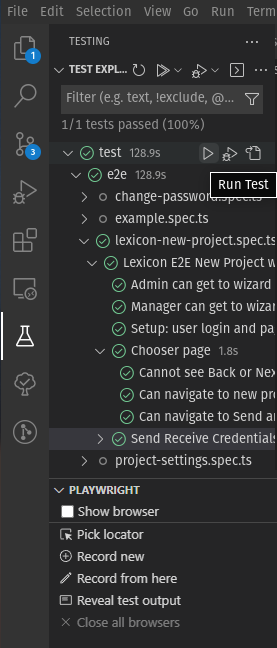 File Edit Selection View Go Run Term
TESTING
TEST EXPL...
Filter (e.g. text, !exclude, @...
1/1 tests passed (100%)
1
3
test 128.9s
e2e 128.9s
Run Test
change-password.spec.ts
example.spec.ts
lexicon-new-project.spec.ts
Lexicon E2E New Project w
Admin can get to wizard
Manager can get to wizar
Setup: user login and pa
Chooser page 1.8s
Cannot see Back or Nex
Can navigate to new pr
Can navigate to Send a
Send Receive Credentials
project-settings.spec.ts
PLAYWRIGHT
Show browser
Pick locator
Record new
Record from here
Reveal test output
Close all browsers